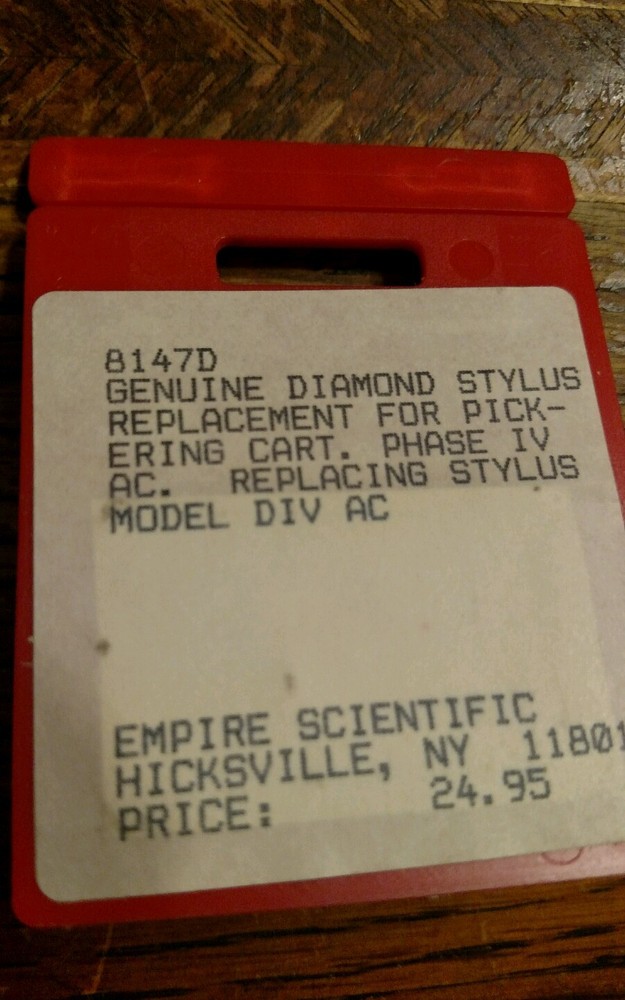 8147D
GENUINE DIAMOND STYLUS
REPLACEMENT FOR PICK-
ERING CART. PHASE IV
AC. REPLACING STYLUS
MODEL DIV AC
EMPIRE SCIENTIFIC
HICKSVILLE, NY 11801
PRICE: 24.95